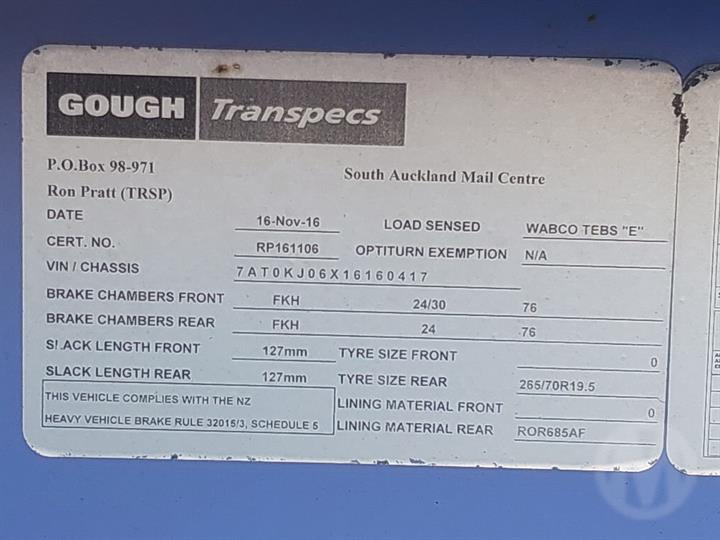 GOUGH Transpecs
P.O.Box 98-971 South Auckland Mail Centre
Ron Pratt (TRSP)
DATE 16-Nov-16 LOAD SENSED WABCO TEBS "E"
CERT. NO. RP161106 OPTITURN EXEMPTION N/A
VIN / CHASSIS 7AT0KJ06X16160417
BRAKE CHAMBERS FRONT FKH 24/30 76
BRAKE CHAMBERS REAR FKH 24 76
SLACK LENGTH FRONT 127mm TYRE SIZE FRONT 0
SLACK LENGTH REAR 127mm TYRE SIZE REAR 265/70R19.5
THIS VEHICLE COMPLIES WITH THE NZ LINING MATERIAL FRONT 0
HEAVY VEHICLE BRAKE RULE 32015/3, SCHEDULE 5 LINING MATERIAL REAR ROR685AF
M